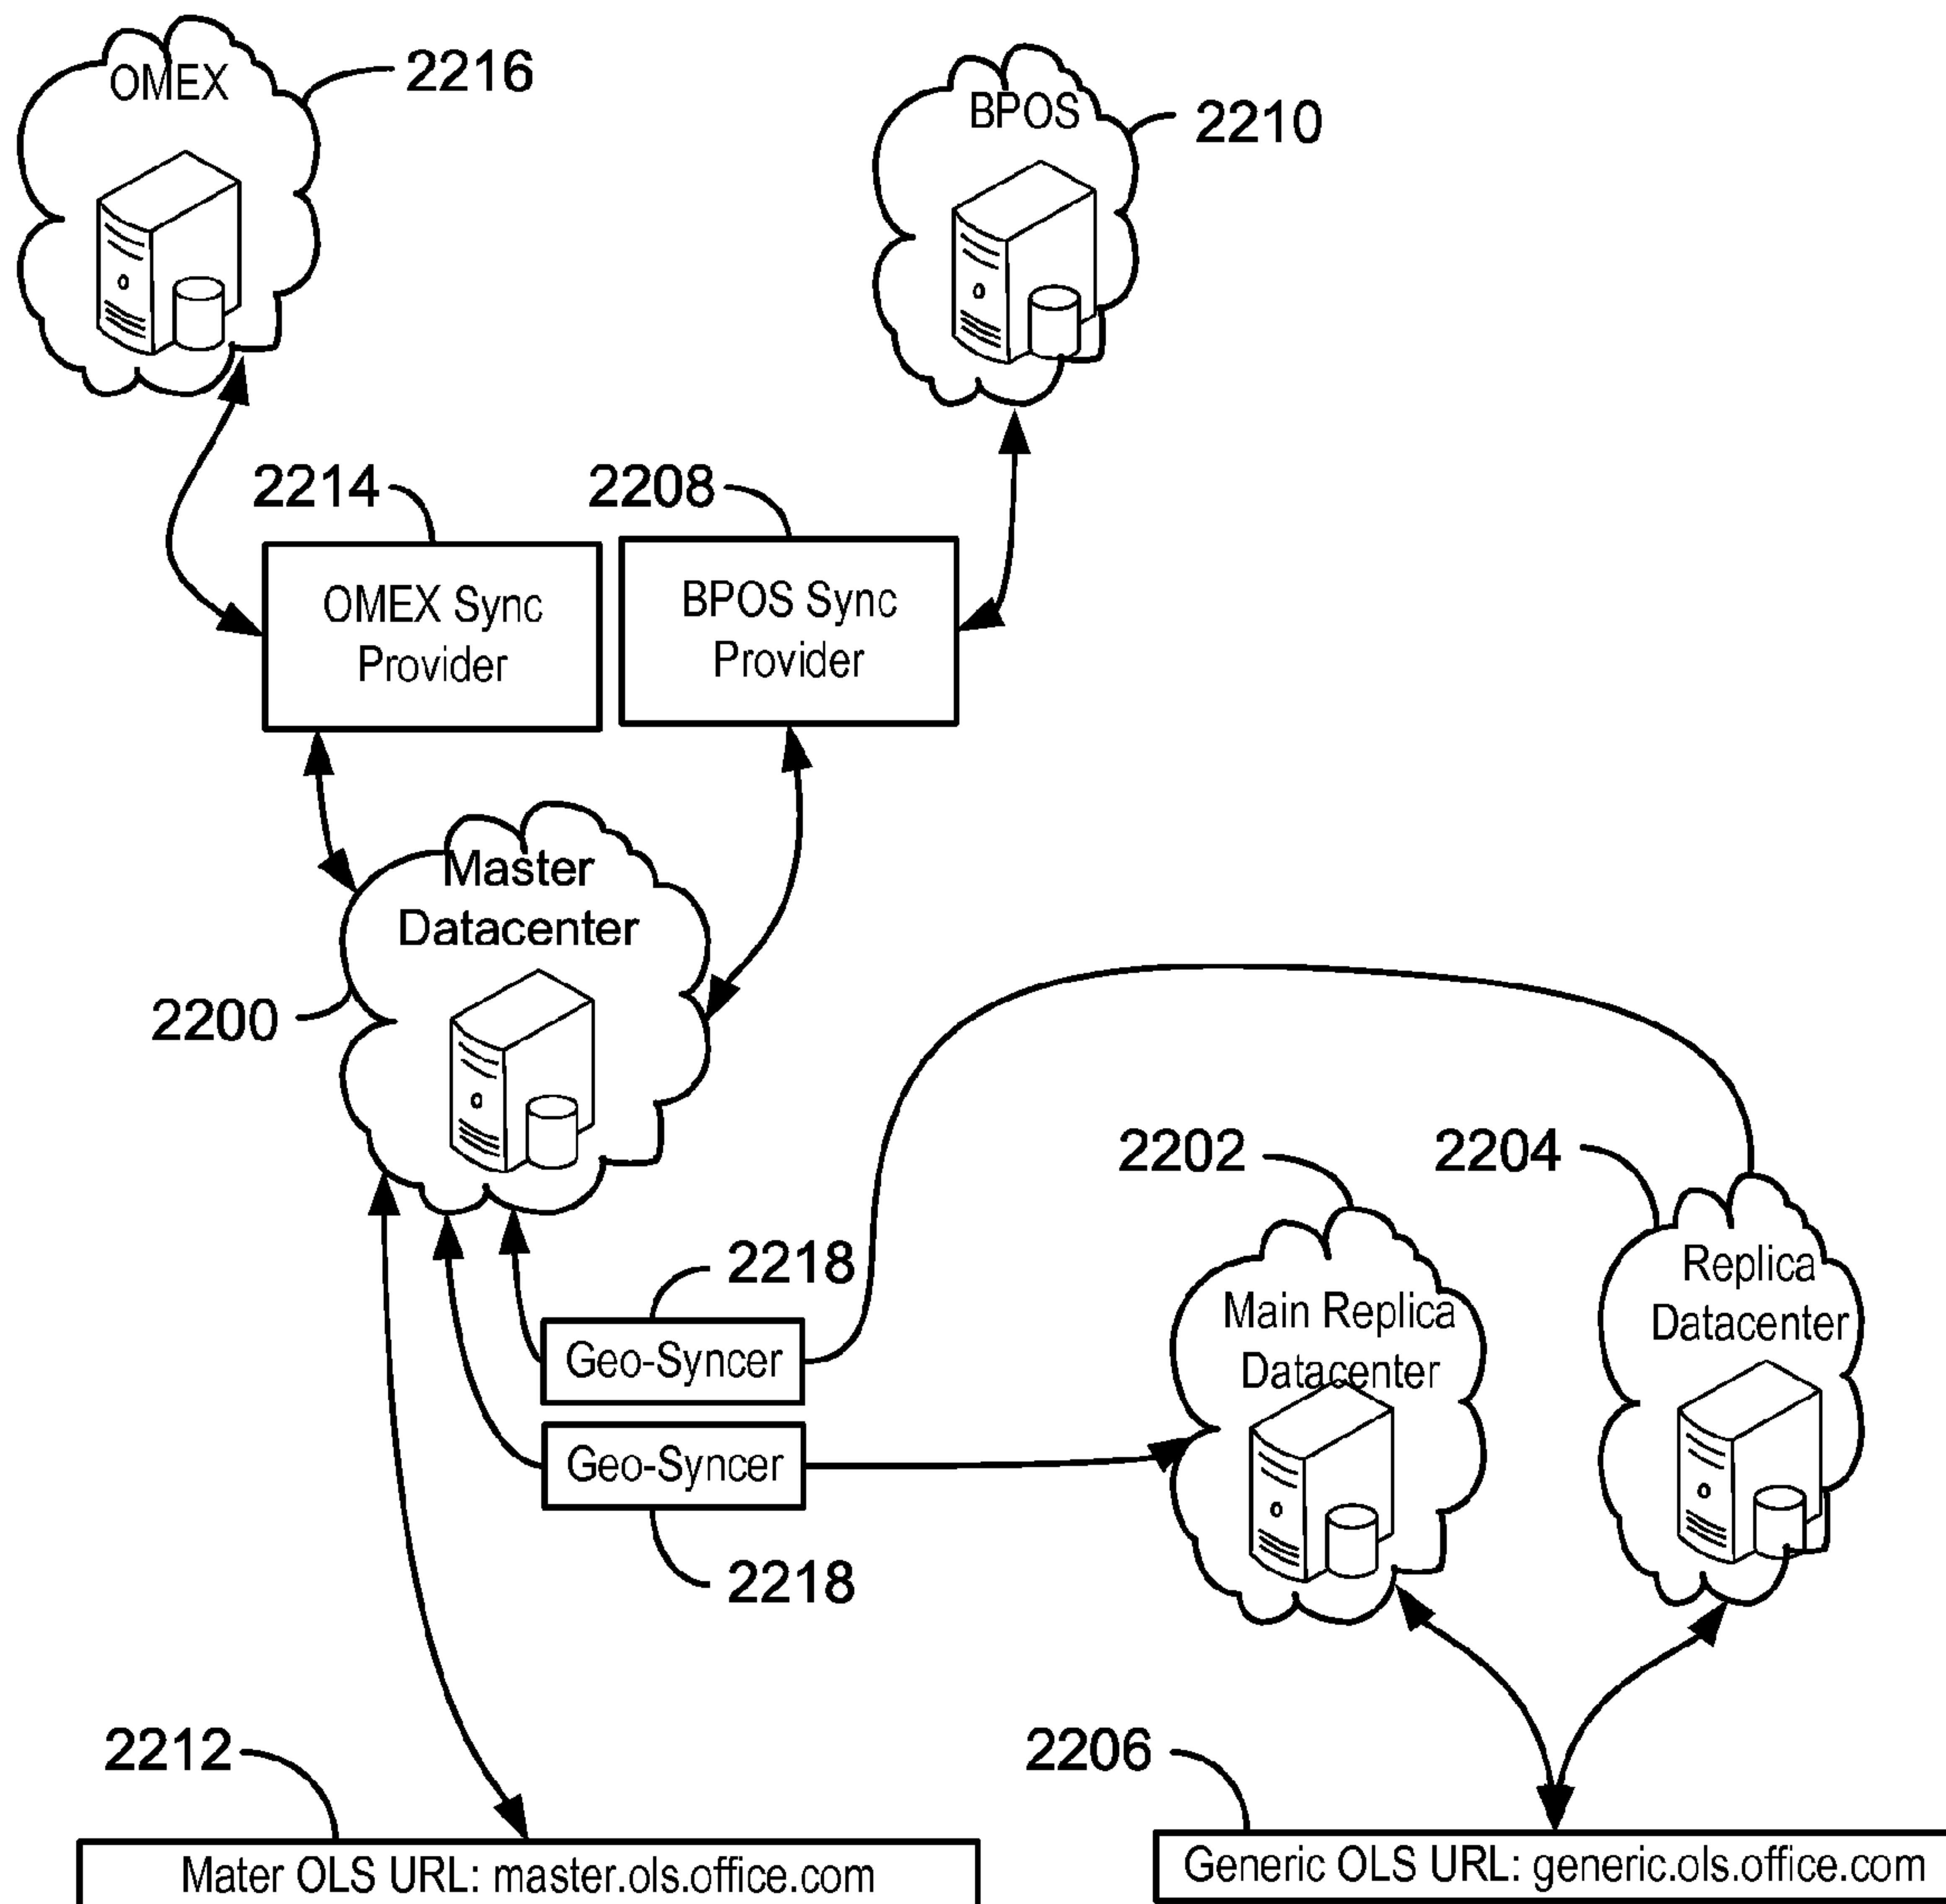 OMEX
2216
BPOS
2210
2214
2208
OMEX Sync
Provider
BPOS Sync
Provider
Master
Datacenter
2200
2202
2204
2218
Geo-Syncer
Geo-Syncer
2218
Main Replica
Datacenter
Replica
Datacenter
2212
2206
Mater OLS URL: master.ols.office.com
Generic OLS URL: generic.ols.office.com